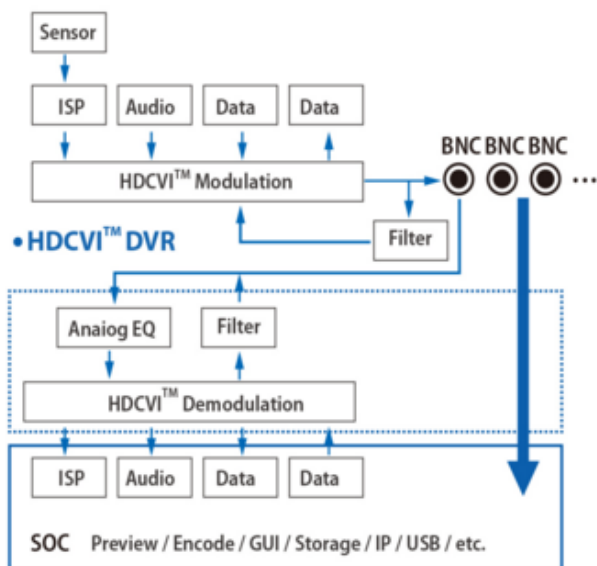 Sensor
ISP Audio Data Data
BNC BNC BNC
HDCVI™ Modulation
...
• HDCVI™ DVR
Filter
Anaiog EQ Filter
HDCVI™ Demodulation
ISP Audio Data Data
SOC Preview / Encode / GUI / Storage / IP / USB / etc.